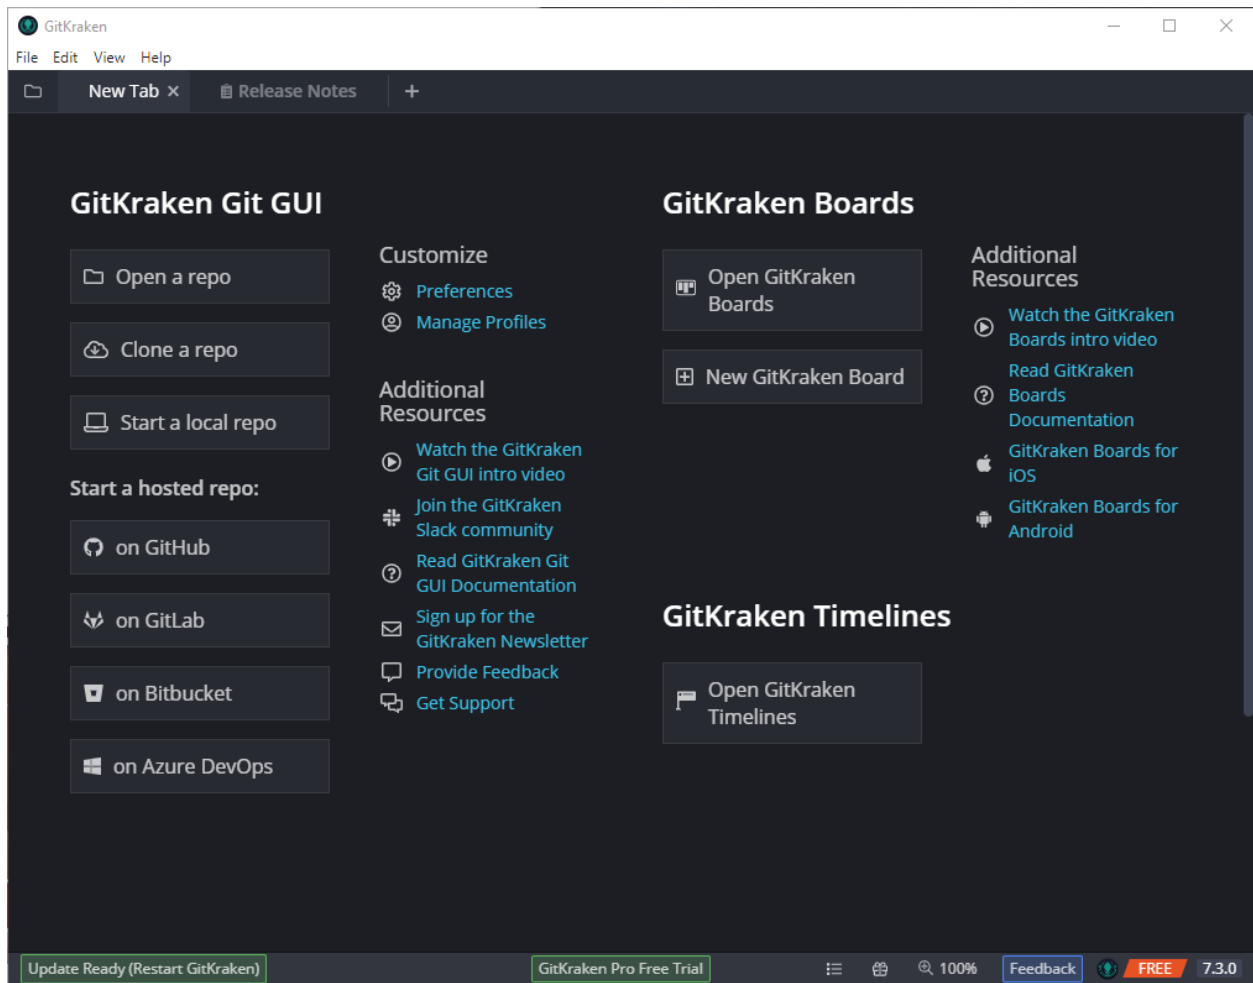 GitKraken
File Edit View Help
New Tab
Release Notes
GitKraken Git GUI
Open a repo
Clone a repo
Start a local repo
Start a hosted repo:
on GitHub
on GitLab
on Bitbucket
on Azure DevOps
Customize
Preferences
Manage Profiles
Additional
Resources
Watch the GitKraken
Git GUI intro video
Join the GitKraken
Slack community
Read GitKraken Git
GUI Documentation
Sign up for the
GitKraken Newsletter
Provide Feedback
Get Support
GitKraken Boards
Open GitKraken
Boards
New GitKraken Board
Additional
Resources
Watch the GitKraken
Boards intro video
Read GitKraken
Boards
Documentation
GitKraken Boards for
iOS
GitKraken Boards for
Android
GitKraken Timelines
Open GitKraken
Timelines
Update Ready (Restart GitKraken)
GitKraken Pro Free Trial
100%
Feedback
FREE
7.3.0